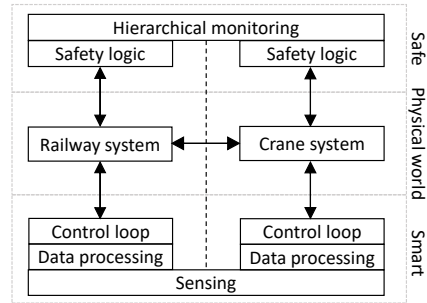 Hierarchical monitoring
Safety logic
Safety logic
Safe
Railway system
Crane system
Physical world
Control loop
Control loop
Data processing
Data processing
Sensing
Smart